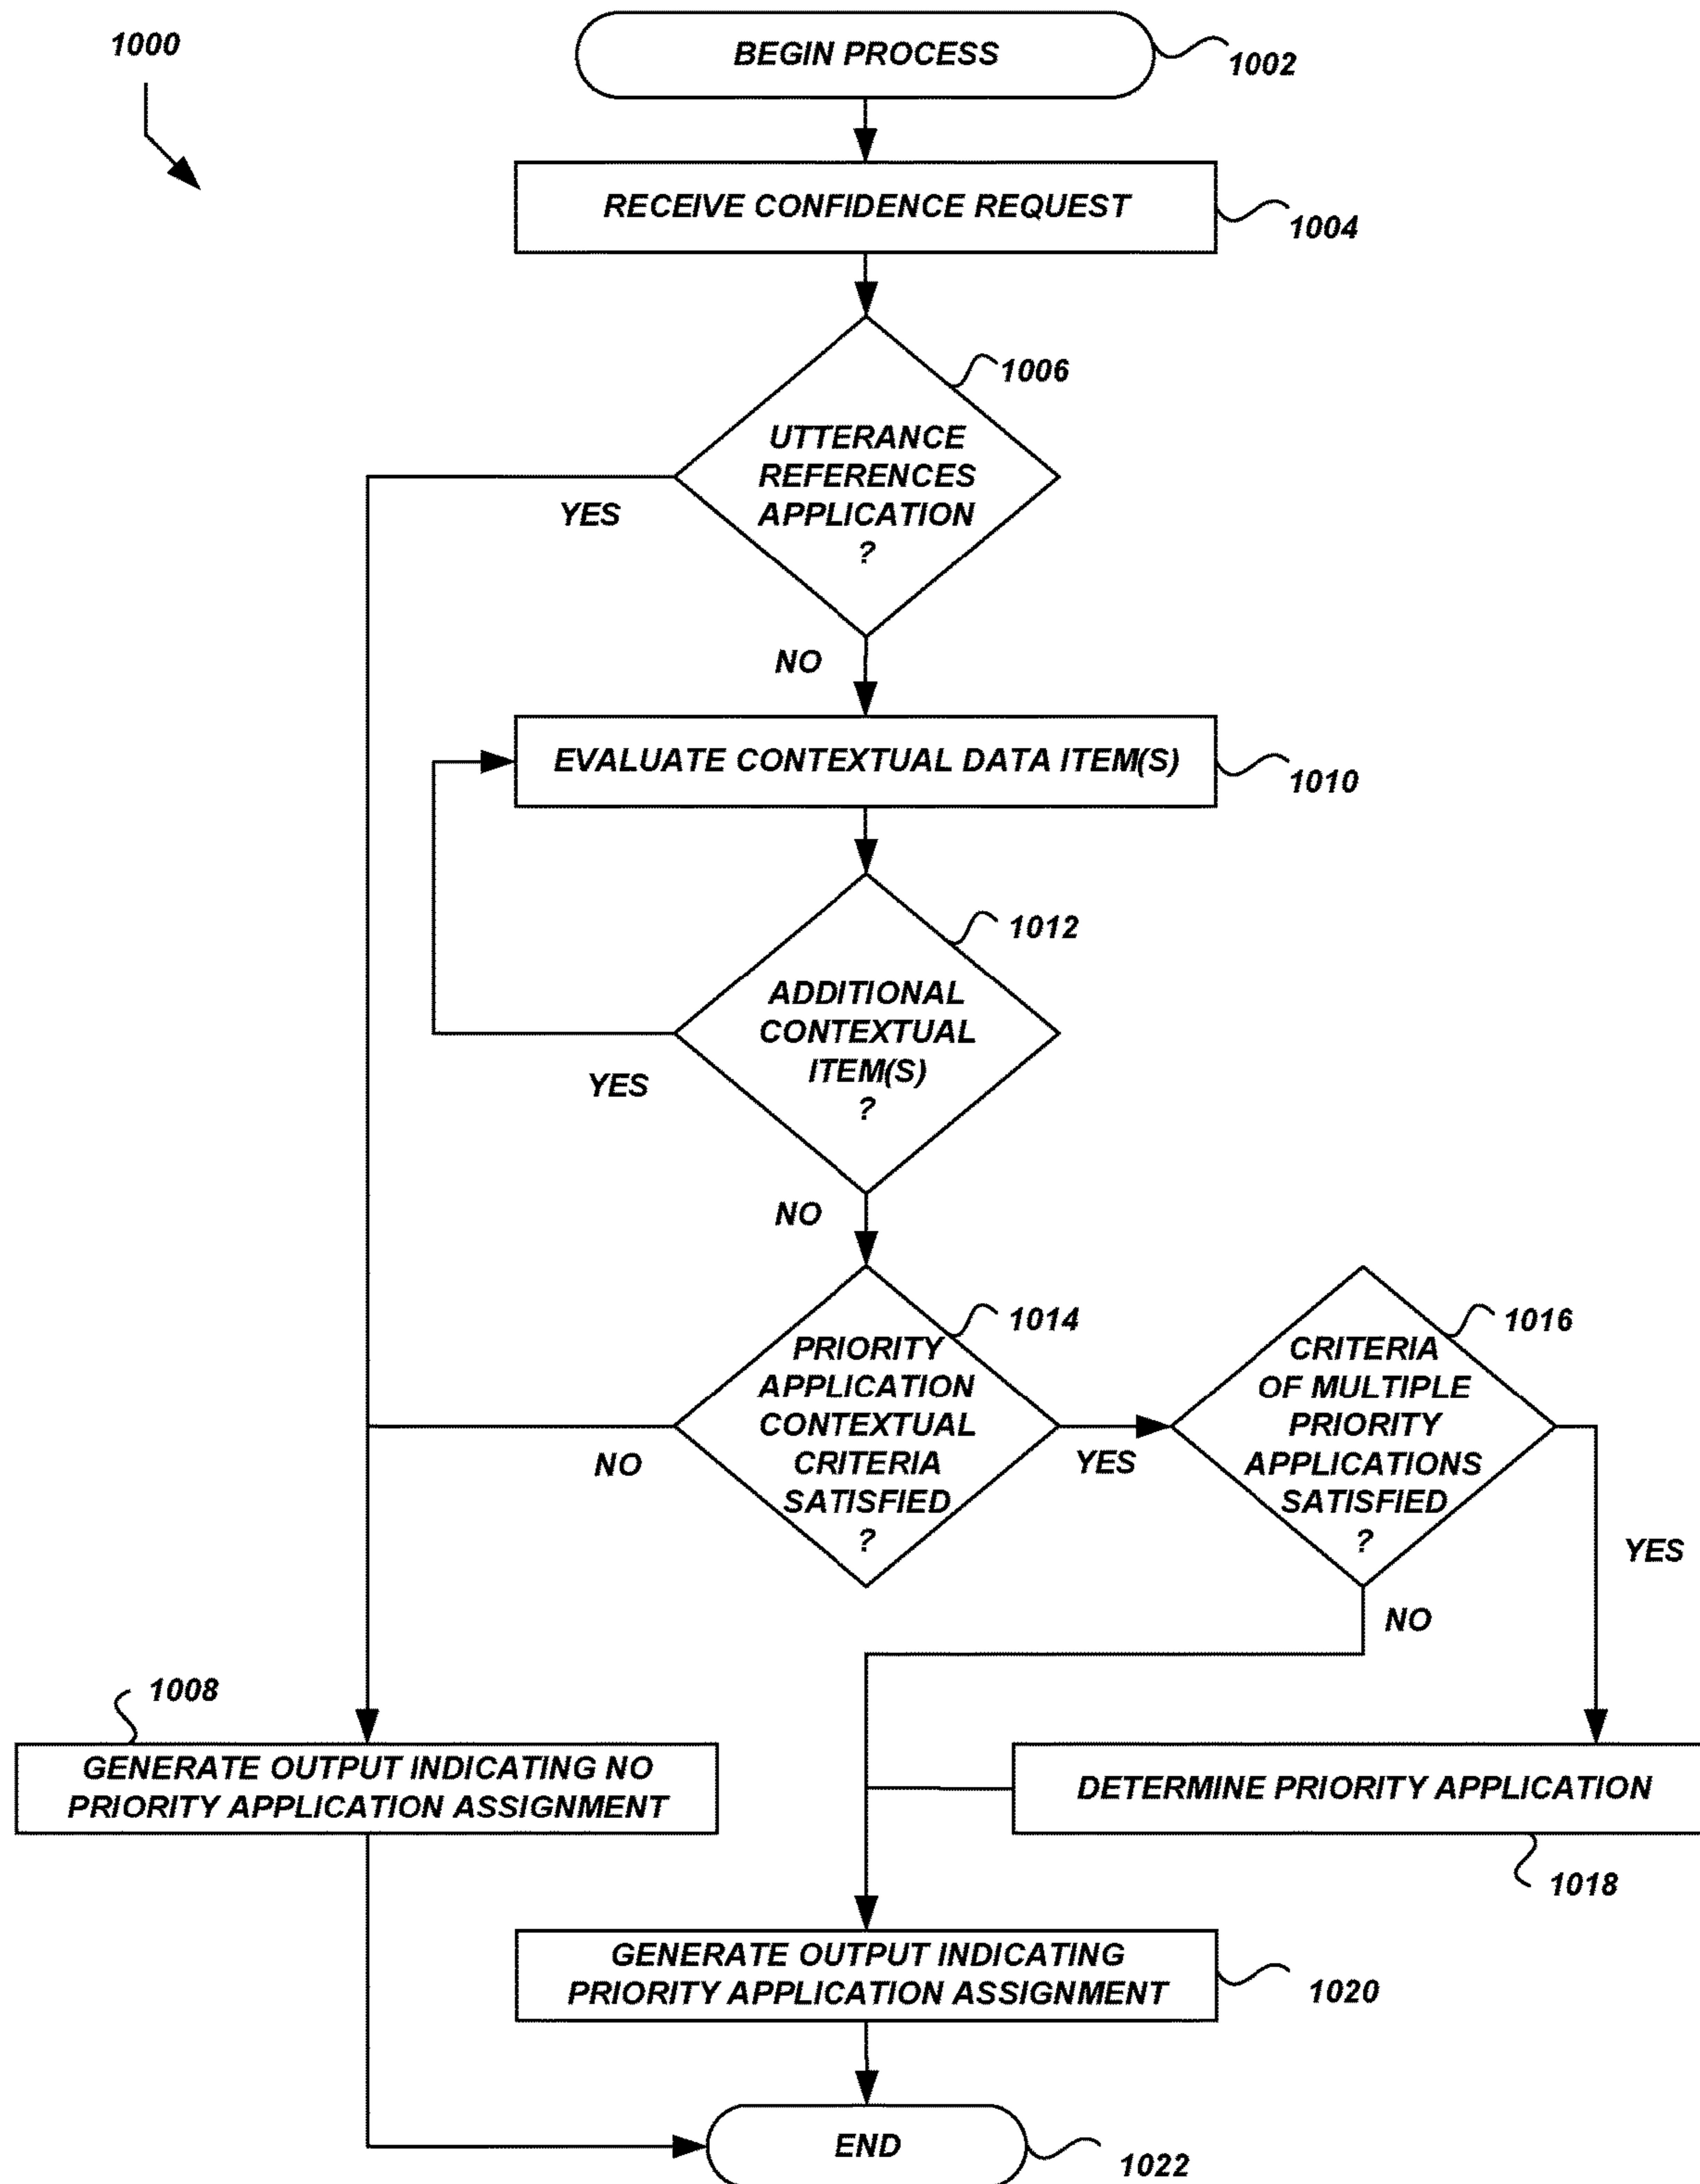 1000
BEGIN PROCESS
1002
RECEIVE CONFIDENCE REQUEST
1004
1006
UTTERANCE
REFERENCES
APPLICATION
?
YES
NO
EVALUATE CONTEXTUAL DATA ITEM(S)
1010
1012
ADDITIONAL
CONTEXTUAL
ITEM(S)
?
YES
NO
1014
PRIORITY
APPLICATION
CONTEXTUAL
CRITERIA
SATISFIED
?
NO
YES
1016
CRITERIA
OF MULTIPLE
PRIORITY
APPLICATIONS
SATISFIED
?
YES
NO
1008
GENERATE OUTPUT INDICATING NO
PRIORITY APPLICATION ASSIGNMENT
DETERMINE PRIORITY APPLICATION
1018
GENERATE OUTPUT INDICATING
PRIORITY APPLICATION ASSIGNMENT
1020
END
1022